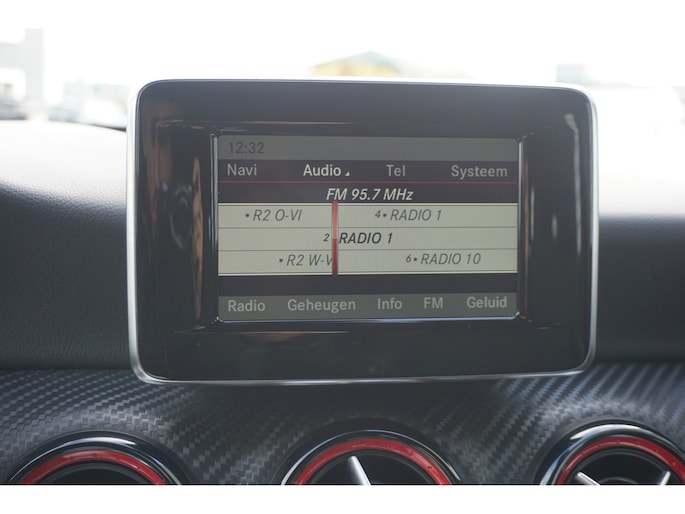 12:32
Navi Audio Tel Systeem
FM 95.7 MHz
• R2 O-VI 4• RADIO 1
2 RADIO 1
• R2 W-V 6• RADIO 10
Radio Geheugen Info FM Geluid